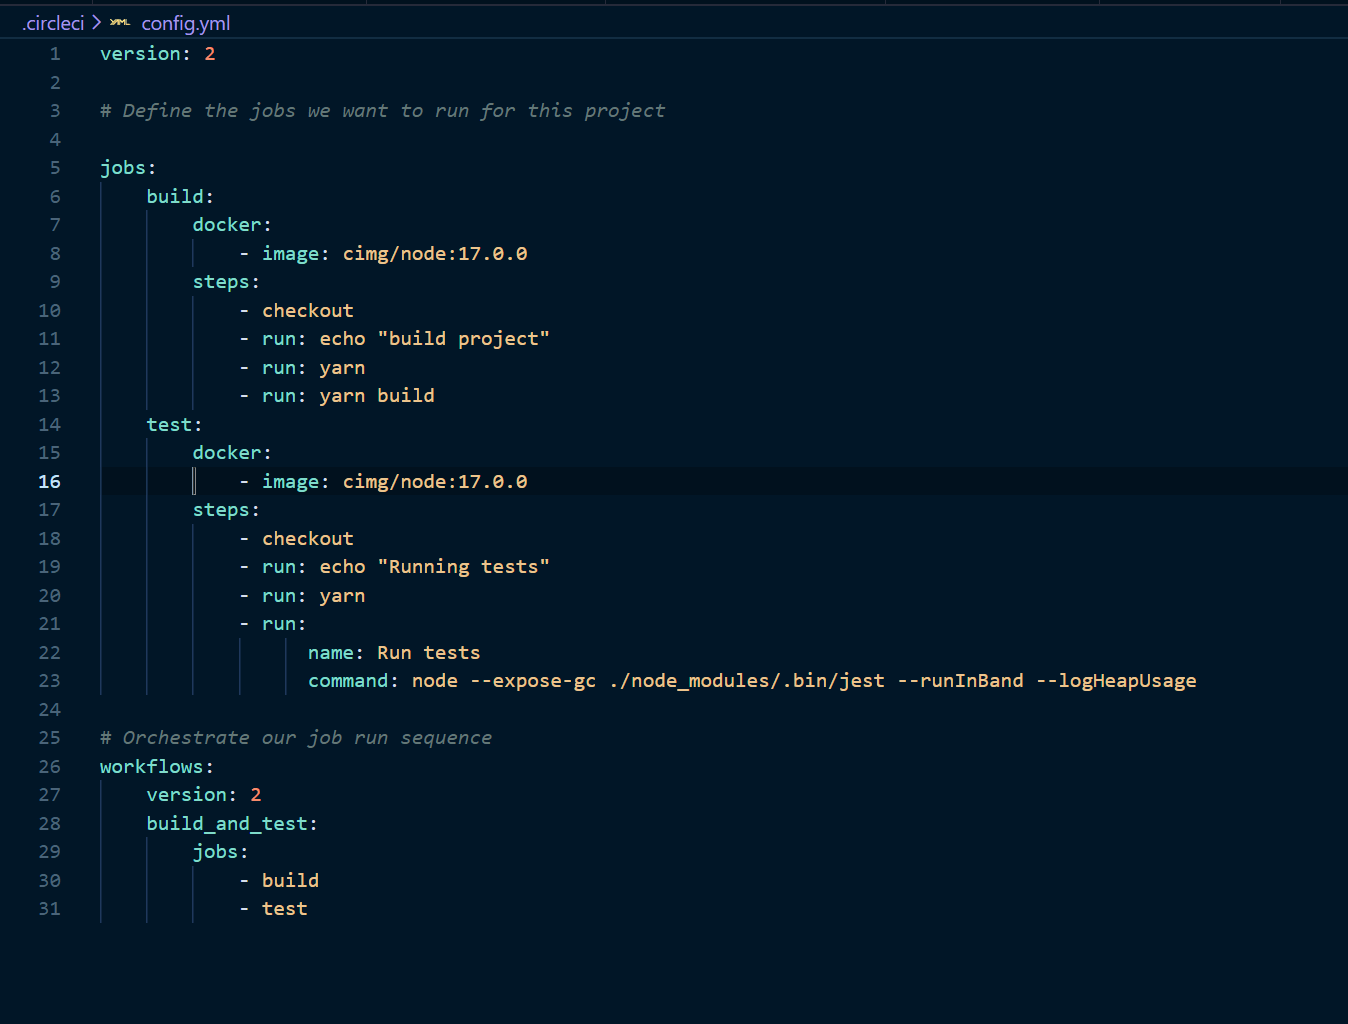 .circleci > YAML config.yml
1 version: 2
2
3 # Define the jobs we want to run for this project
4
5 jobs:
6     build:
7         docker:
8             - image: cimg/node:17.0.0
9         steps:
10             - checkout
11             - run: echo "build project"
12             - run: yarn
13             - run: yarn build
14     test:
15         docker:
16             - image: cimg/node:17.0.0
17         steps:
18             - checkout
19             - run: echo "Running tests"
20             - run: yarn
21             - run:
22                   name: Run tests
23                   command: node --expose-gc ./node_modules/.bin/jest --runInBand --logHeapUsage
24
25 # Orchestrate our job run sequence
26 workflows:
27     version: 2
28     build_and_test:
29         jobs:
30             - build
31             - test